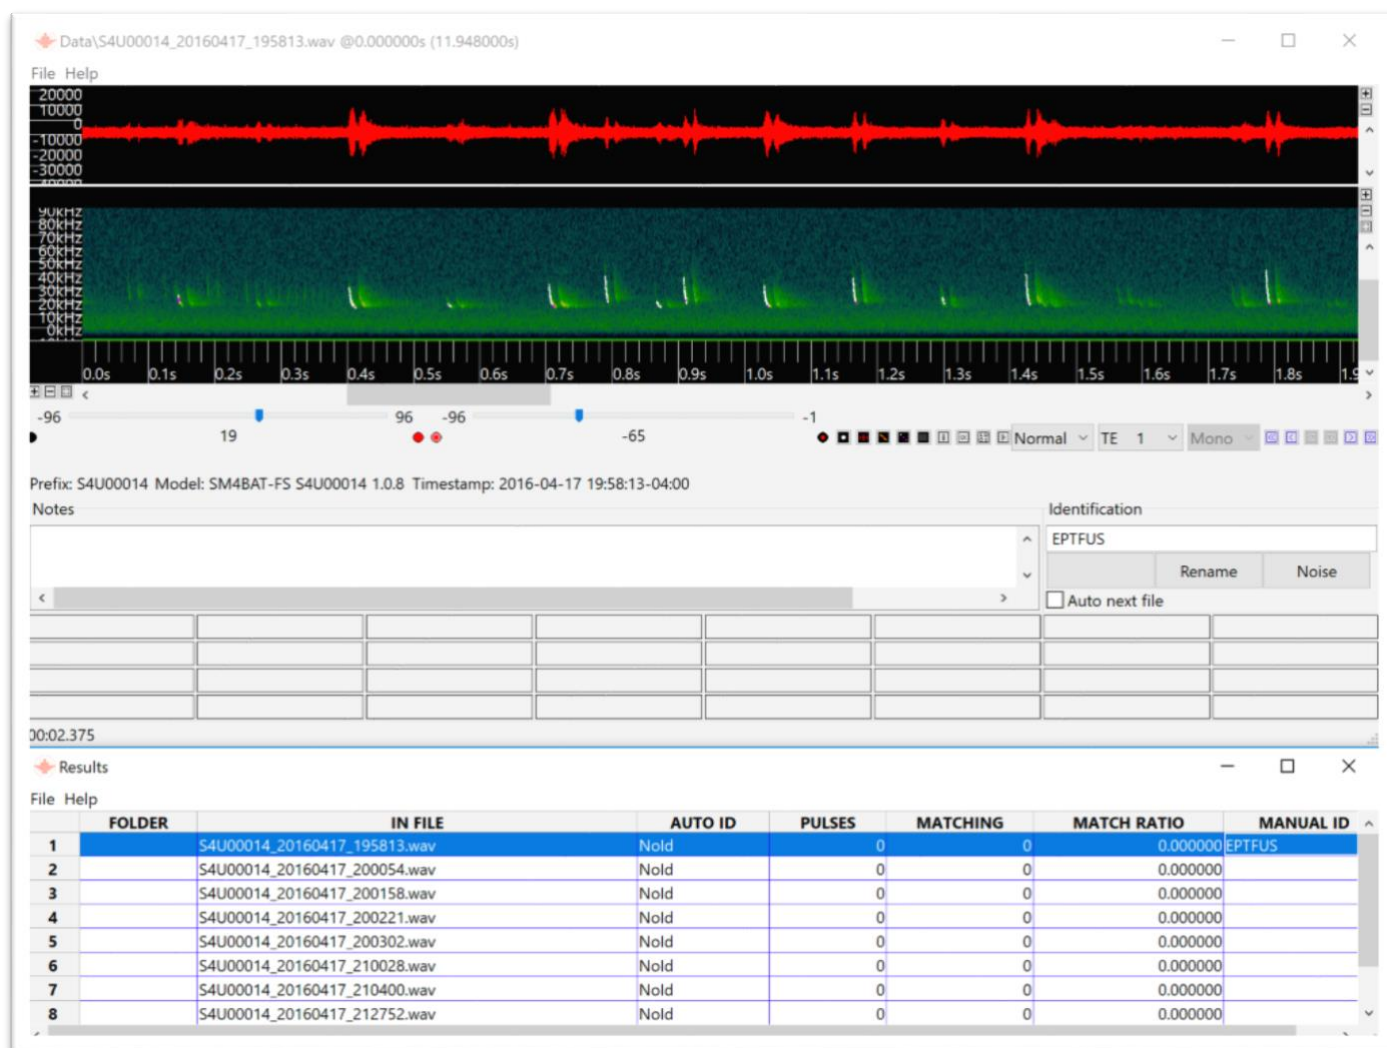 Data\S4U00014_20160417_195813.wav @0.000000s (11.948000s)
File Help
20000
10000
0
-10000
-20000
-30000
90kHz
80kHz
70kHz
60kHz
50kHz
40kHz
30kHz
20kHz
10kHz
0kHz
0.0s 0.1s 0.2s 0.3s 0.4s 0.5s 0.6s 0.7s 0.8s 0.9s 1.0s 1.1s 1.2s 1.3s 1.4s 1.5s 1.6s 1.7s 1.8s 1.9
-96 96 -96 -1
19 -65 Normal TE 1 Mono
Prefix: S4U00014 Model: SM4BAT-FS S4U00014 1.0.8 Timestamp: 2016-04-17 19:58:13-04:00
Notes Identification
EPTFUS
Rename Noise
Auto next file
00:02.375
Results
File Help
FOLDER IN FILE AUTO ID PULSES MATCHING MATCH RATIO MANUAL ID
1 S4U00014_20160417_195813.wav NoId 0 0 0.000000 EPTFUS
2 S4U00014_20160417_200054.wav NoId 0 0 0.000000
3 S4U00014_20160417_200158.wav NoId 0 0 0.000000
4 S4U00014_20160417_200221.wav NoId 0 0 0.000000
5 S4U00014_20160417_200302.wav NoId 0 0 0.000000
6 S4U00014_20160417_210028.wav NoId 0 0 0.000000
7 S4U00014_20160417_210400.wav NoId 0 0 0.000000
8 S4U00014_20160417_212752.wav NoId 0 0 0.000000